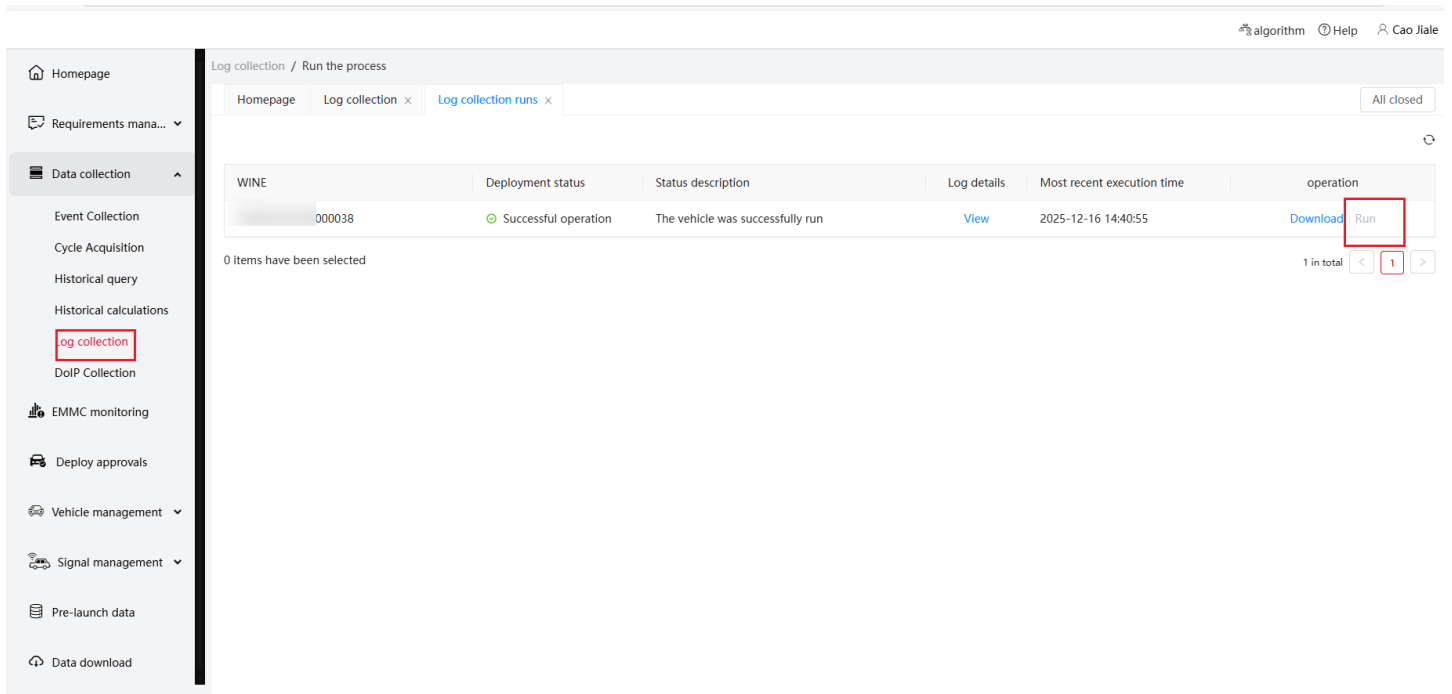 algorithm Help Cao Jiale
Homepage
Requirements mana...
Data collection
Event Collection
Cycle Acquisition
Historical query
Historical calculations
Log collection
DoIP Collection
EMMC monitoring
Deploy approvals
Vehicle management
Signal management
Pre-launch data
Data download
Log collection / Run the process
Homepage Log collection × Log collection runs × All closed
WINE Deployment status Status description Log details Most recent execution time operation
000038 Successful operation The vehicle was successfully run View 2025-12-16 14:40:55 Download Run
0 items have been selected 1 in total < 1 >